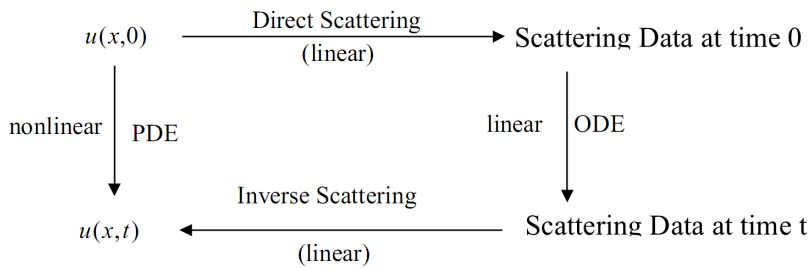 Direct Scattering
u(x,0)
(linear)
Scattering Data at time 0
nonlinear
PDE
linear
ODE
Inverse Scattering
u(x,t)
(linear)
Scattering Data at time t